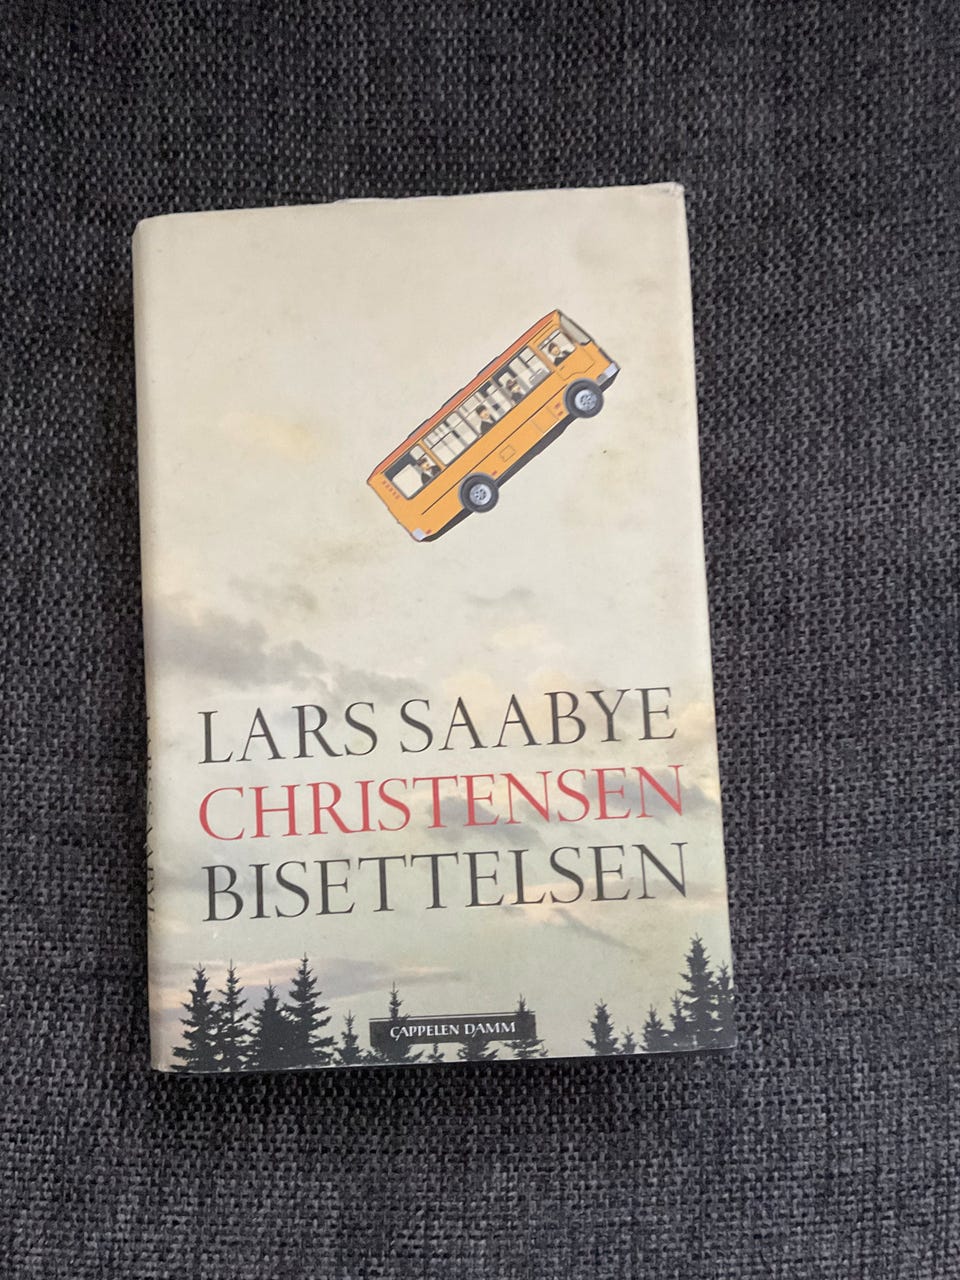 LARS SAABYE
CHRISTENSEN
BISETTELSEN
CAPPELEN DAMM